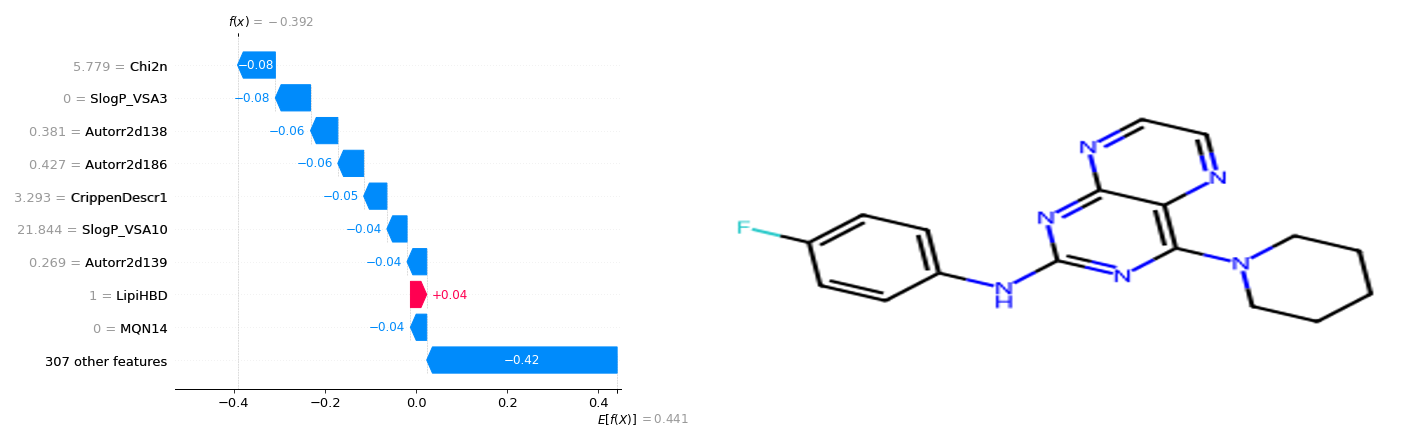 f(x) = −0.392
5.779 = Chi2n
−0.08
0 = SlogP_VSA3
−0.08
0.381 = Autorr2d138
−0.06
0.427 = Autorr2d186
−0.06
3.293 = CrippenDescr1
−0.05
21.844 = SlogP_VSA10
−0.04
0.269 = Autorr2d139
−0.04
1 = LipiHBD
+0.04
0 = MQN14
−0.04
307 other features
−0.42
−0.4
−0.2
0.0
0.2
0.4
E[f(X)] = 0.441
N
N
N
F
N
N
N
H